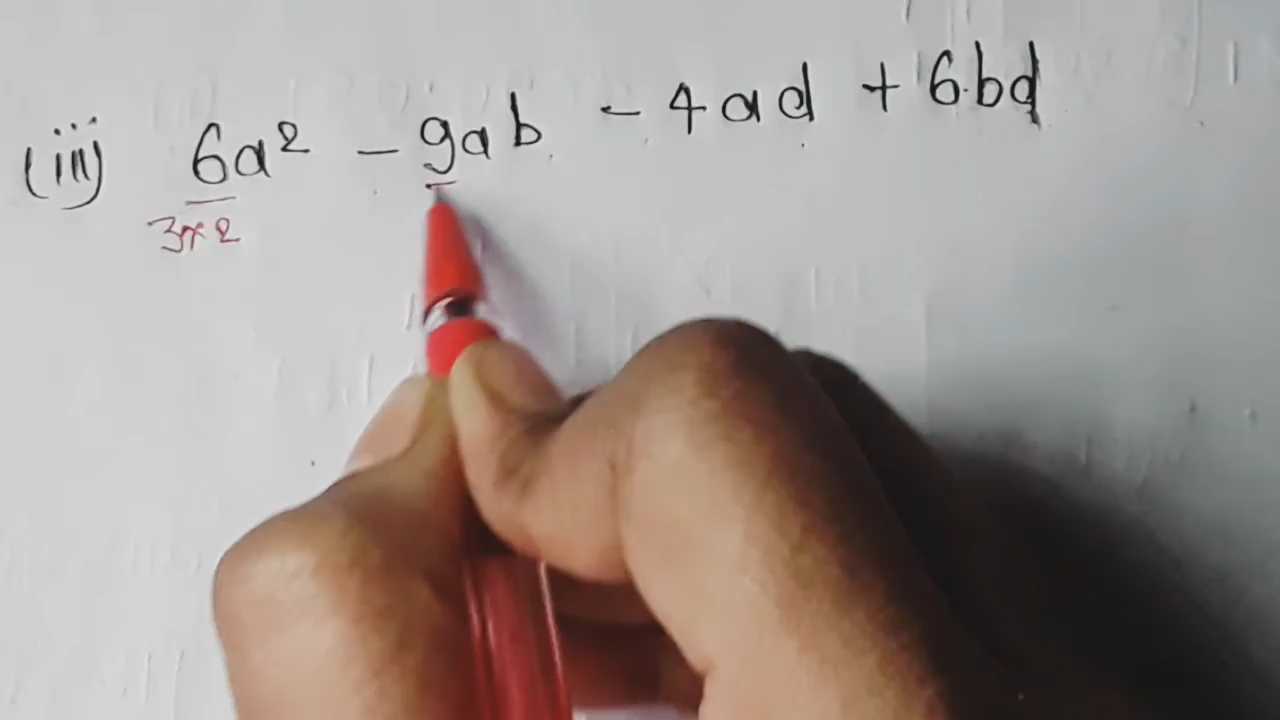 (iii) 6a² - 9ab - 4ad + 6bd
3×2